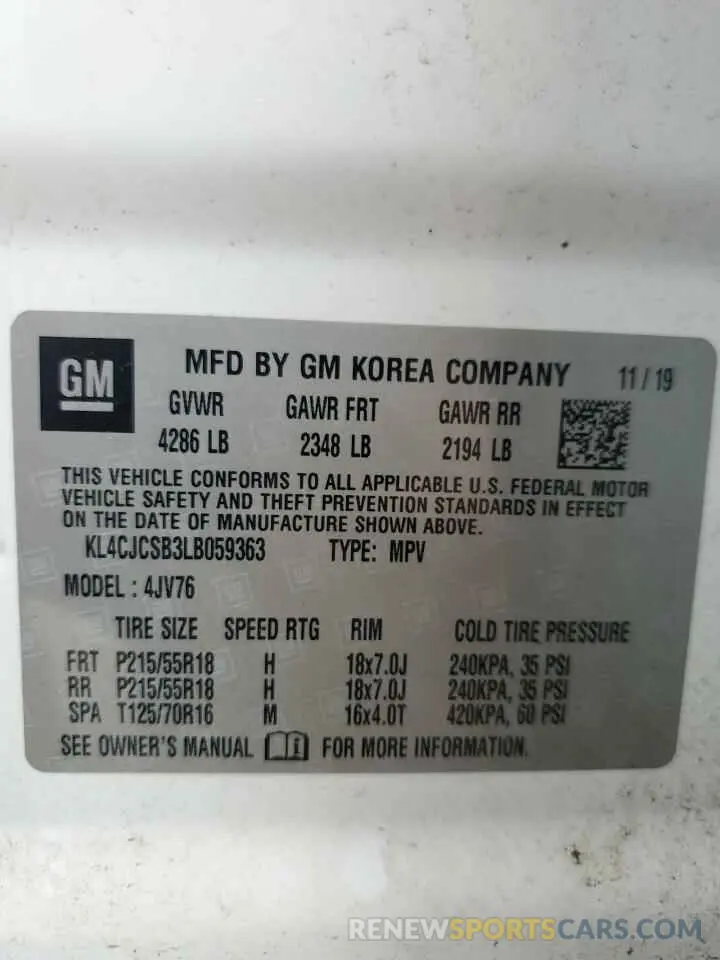 GM MFD BY GM KOREA COMPANY 11/19
GVWR GAWR FRT GAWR RR
4286 LB 2348 LB 2194 LB
THIS VEHICLE CONFORMS TO ALL APPLICABLE U.S. FEDERAL MOTOR
VEHICLE SAFETY AND THEFT PREVENTION STANDARDS IN EFFECT
ON THE DATE OF MANUFACTURE SHOWN ABOVE.
KL4CJCSB3LB059363 TYPE: MPV
MODEL: 4JV76
TIRE SIZE SPEED RTG RIM COLD TIRE PRESSURE
FRT P215/55R18 H 18x7.0J 240KPA, 35 PSI
RR P215/55R18 H 18x7.0J 240KPA, 35 PSI
SPA T125/70R16 M 16x4.0T 420KPA, 60 PSI
SEE OWNER'S MANUAL FOR MORE INFORMATION.
RENEWSPORTSCARS.COM